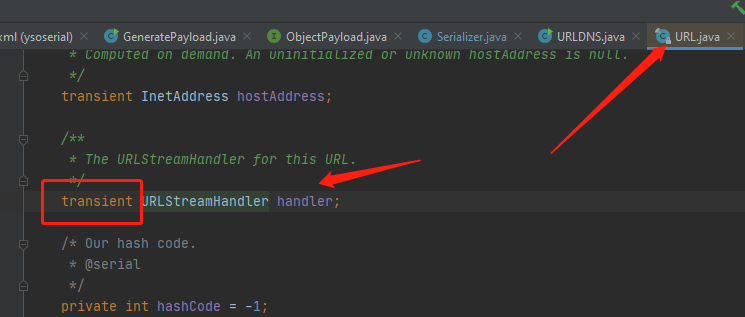 xml (ysoserial) GeneratePayload.java ObjectPayload.java Serializer.java URLDNS.java URL.java
* Computed on demand. An uninitialized or unknown hostAddress is null.
*/
transient InetAddress hostAddress;
/**
* The URLStreamHandler for this URL.
*/
transient URLStreamHandler handler;
/* Our hash code.
* @serial
*/
private int hashCode = -1;